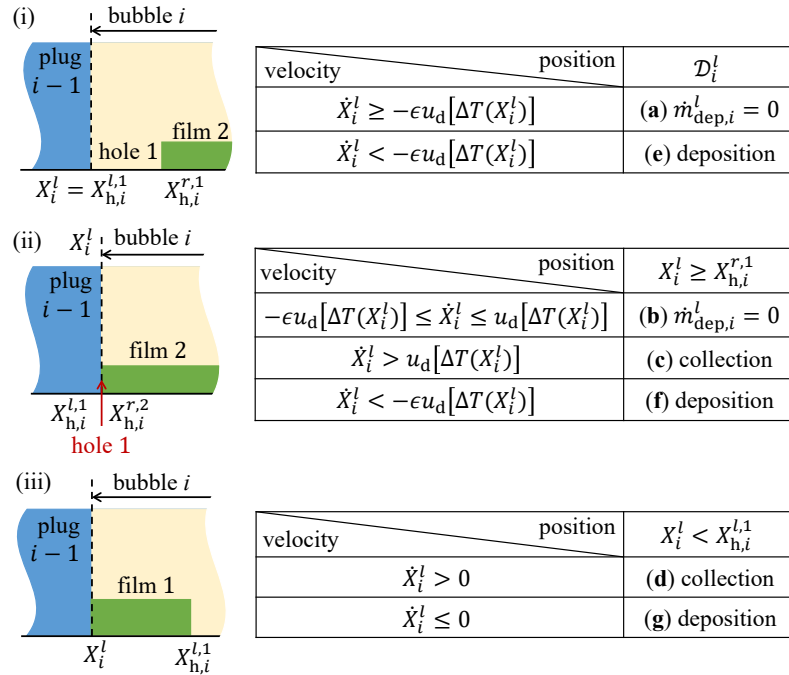 (i)
bubble i
plug
i − 1
film 2
hole 1
X_i^l = X_{h,i}^{l,1}
X_{h,i}^{r,1}
position
velocity
𝒟_i^l
Ẋ_i^l ≥ −ϵu_d[ΔT(X_i^l)]
(a) ṁ_{dep,i}^l = 0
Ẋ_i^l < −ϵu_d[ΔT(X_i^l)]
(e) deposition
(ii)
X_i^l
bubble i
plug
i − 1
film 2
X_{h,i}^{l,1}
X_{h,i}^{r,2}
hole 1
position
velocity
X_i^l ≥ X_{h,i}^{r,1}
−ϵu_d[ΔT(X_i^l)] ≤ Ẋ_i^l ≤ u_d[ΔT(X_i^l)]
(b) ṁ_{dep,i}^l = 0
Ẋ_i^l > u_d[ΔT(X_i^l)]
(c) collection
Ẋ_i^l < −ϵu_d[ΔT(X_i^l)]
(f) deposition
(iii)
bubble i
plug
i − 1
film 1
X_i^l
X_{h,i}^{l,1}
position
velocity
X_i^l < X_{h,i}^{l,1}
Ẋ_i^l > 0
(d) collection
Ẋ_i^l ≤ 0
(g) deposition